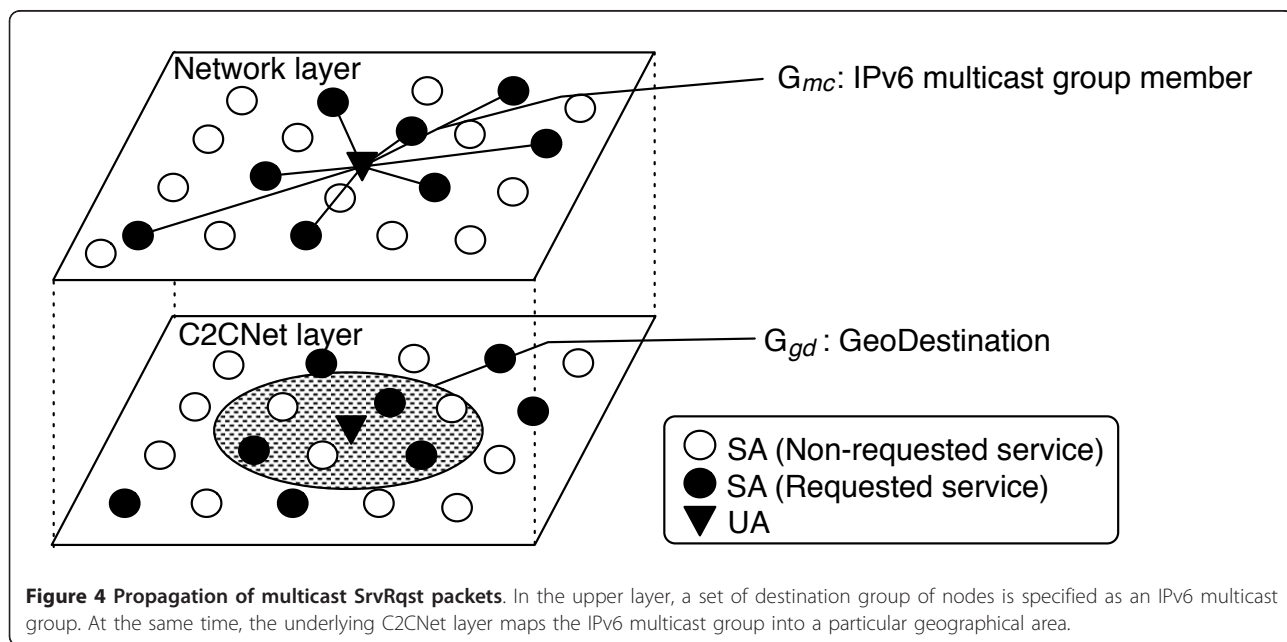 Network layer
G_mc: IPv6 multicast group member
C2CNet layer
G_gd : GeoDestination
SA (Non-requested service)
SA (Requested service)
UA
Figure 4 Propagation of multicast SrvRqst packets. In the upper layer, a set of destination group of nodes is specified as an IPv6 multicast
group. At the same time, the underlying C2CNet layer maps the IPv6 multicast group into a particular geographical area.